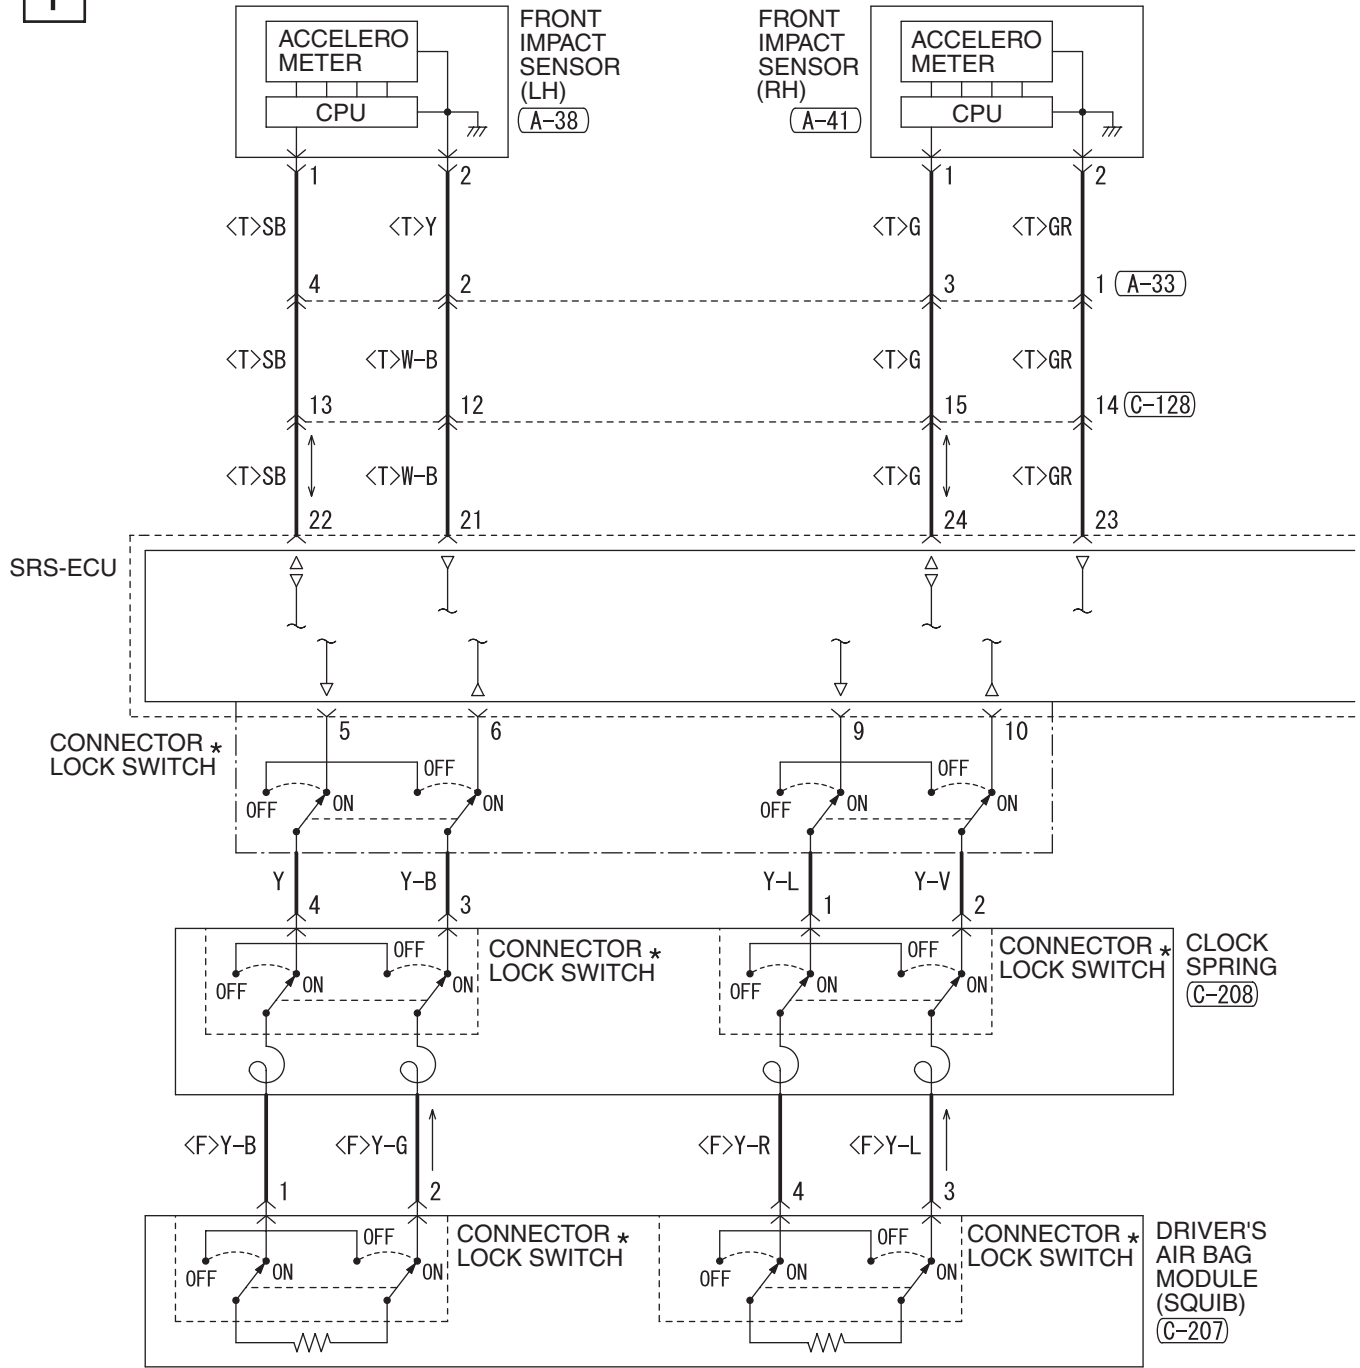 FRONT
IMPACT
SENSOR
(LH)
A-38
ACCELERO
METER
CPU
FRONT
IMPACT
SENSOR
(RH)
A-41
ACCELERO
METER
CPU
1 2 1 2
<T>SB <T>Y <T>G <T>GR
4 2 3 1 A-33
<T>SB <T>W-B <T>G <T>GR
13 12 15 14 C-128
<T>SB <T>W-B <T>G <T>GR
22 21 24 23
SRS-ECU
5 6 9 10
CONNECTOR *
LOCK SWITCH
OFF OFF
OFF ON ON OFF ON ON
Y Y-B Y-L Y-V
4 3 1 2
OFF CONNECTOR *
LOCK SWITCH
OFF CONNECTOR *
LOCK SWITCH
OFF ON ON OFF ON ON
CLOCK
SPRING
C-208
<F>Y-B <F>Y-G <F>Y-R <F>Y-L
1 2 4 3
OFF CONNECTOR *
LOCK SWITCH
OFF CONNECTOR *
LOCK SWITCH
OFF ON ON OFF ON ON
DRIVER'S
AIR BAG
MODULE
(SQUIB)
C-207